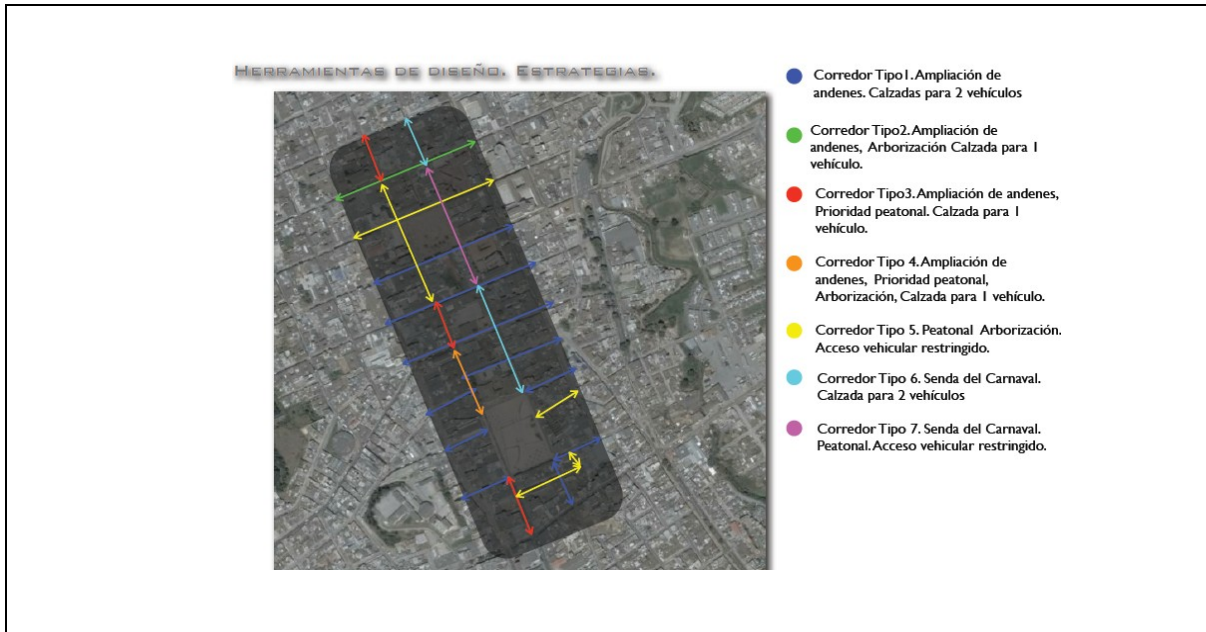 HERRAMIENTAS DE DISEÑO. ESTRATEGIAS.
Corredor Tipo1. Ampliación de
andenes. Calzadas para 2 vehículos
Corredor Tipo2. Ampliación de
andenes, Arborización Calzada para 1
vehículo.
Corredor Tipo3. Ampliación de andenes,
Prioridad peatonal. Calzada para 1
vehículo.
Corredor Tipo 4. Ampliación de
andenes, Prioridad peatonal,
Arborización, Calzada para 1 vehículo.
Corredor Tipo 5. Peatonal Arborización.
Acceso vehicular restringido.
Corredor Tipo 6. Senda del Carnaval.
Calzada para 2 vehículos
Corredor Tipo 7. Senda del Carnaval.
Peatonal. Acceso vehicular restringido.